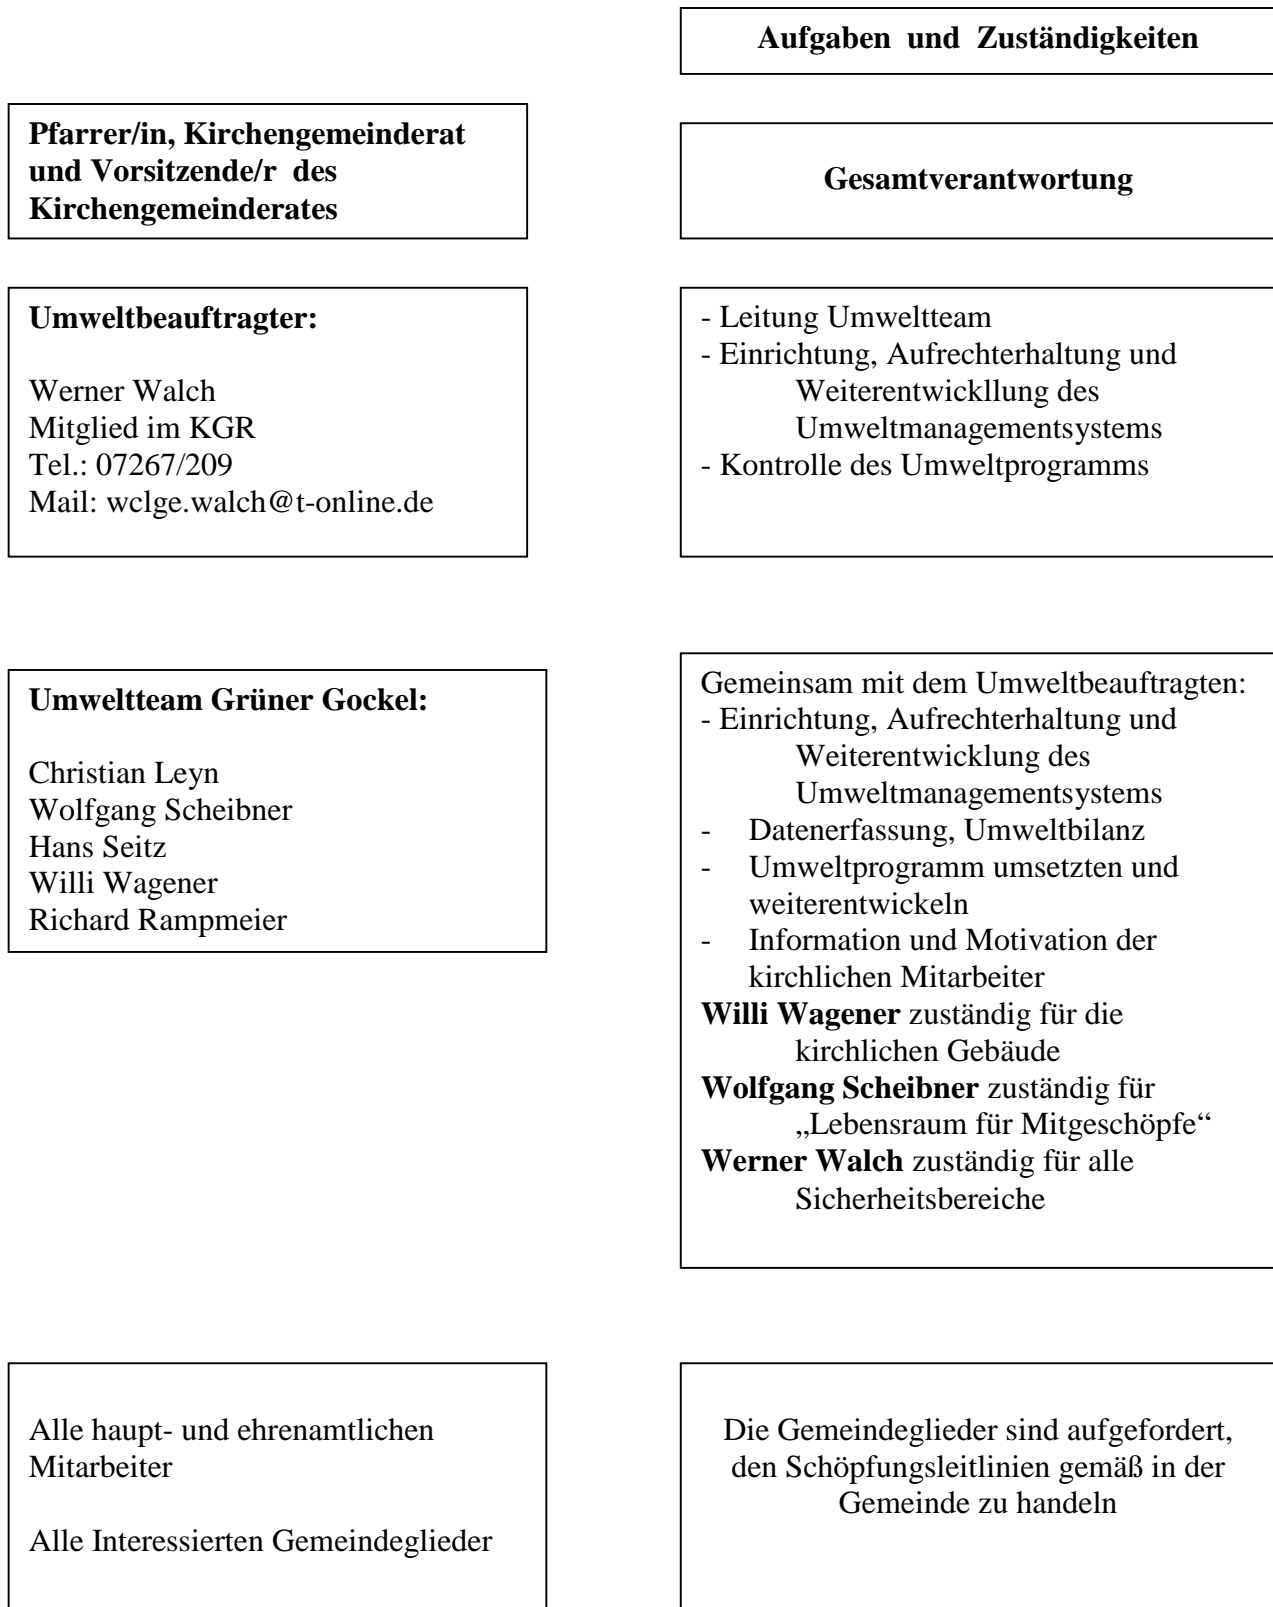 Aufgaben und Zuständigkeiten
Pfarrer/in, Kirchengemeinderat
und Vorsitzende/r des
Kirchengemeinderates
Gesamtverantwortung
Umweltbeauftragter:
Werner Walch
Mitglied im KGR
Tel.: 07267/209
Mail: wclge.walch@t-online.de
- Leitung Umweltteam
- Einrichtung, Aufrechterhaltung und
Weiterentwickllung des
Umweltmanagementsystems
- Kontrolle des Umweltprogramms
Umweltteam Grüner Gockel:
Christian Leyn
Wolfgang Scheibner
Hans Seitz
Willi Wagener
Richard Rampmeier
Gemeinsam mit dem Umweltbeauftragten:
- Einrichtung, Aufrechterhaltung und
Weiterentwicklung des
Umweltmanagementsystems
- Datenerfassung, Umweltbilanz
- Umweltprogramm umsetzten und
weiterentwickeln
- Information und Motivation der
kirchlichen Mitarbeiter
Willi Wagener zuständig für die
kirchlichen Gebäude
Wolfgang Scheibner zuständig für
„Lebensraum für Mitgeschöpfe“
Werner Walch zuständig für alle
Sicherheitsbereiche
Alle haupt- und ehrenamtlichen
Mitarbeiter
Alle Interessierten Gemeindeglieder
Die Gemeindeglieder sind aufgefordert,
den Schöpfungsleitlinien gemäß in der
Gemeinde zu handeln